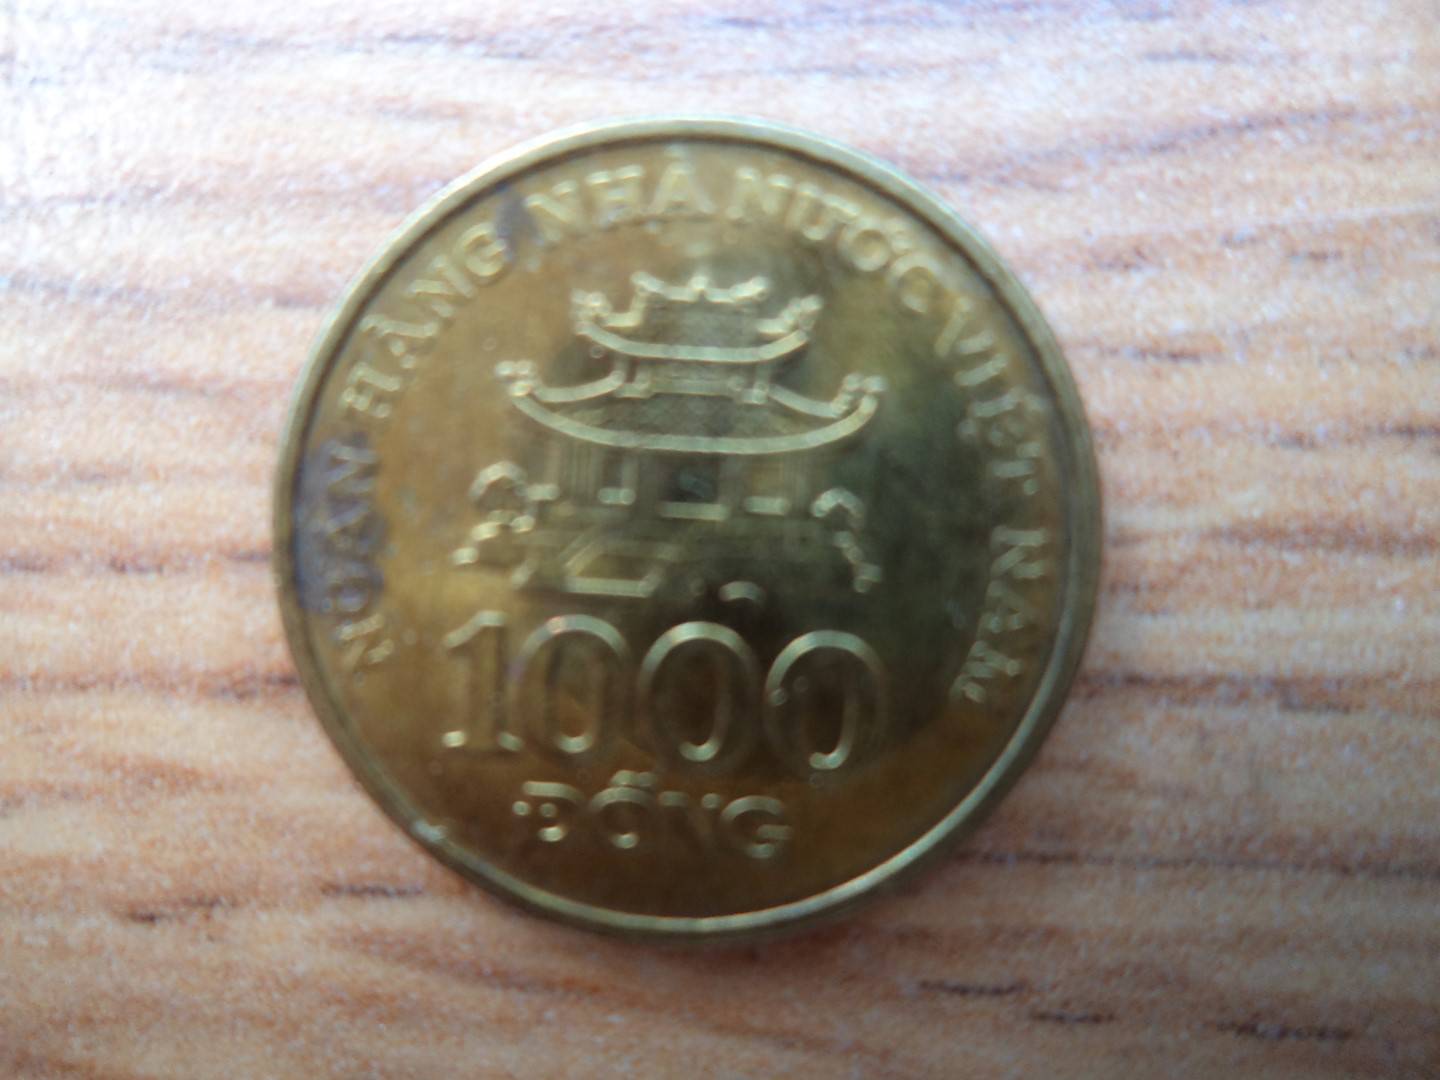 NGÂN HÀNG NHÀ NƯỚC VIỆT NAM
1000
ĐỒNG